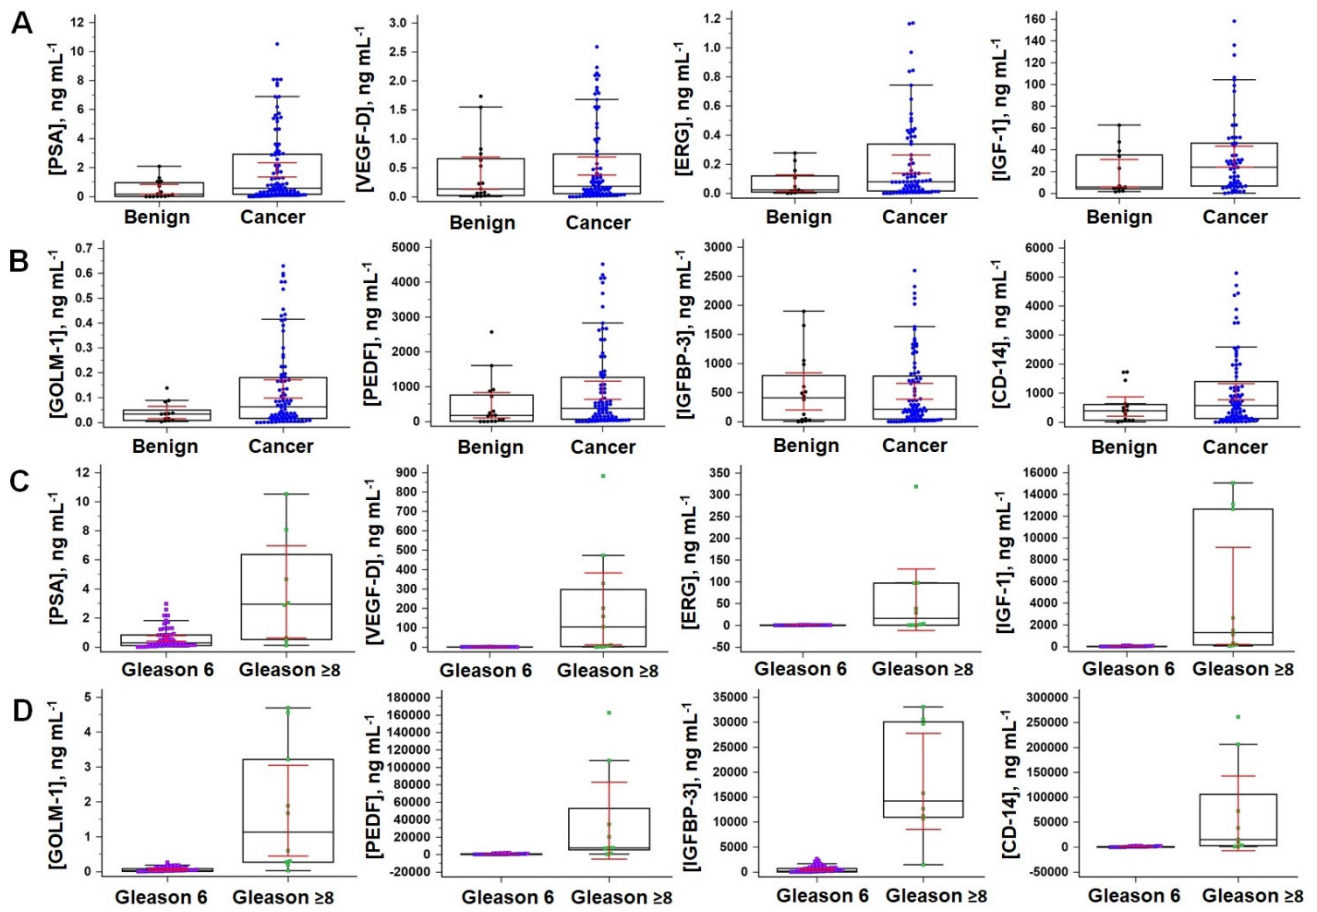 A
[PSA], ng mL-1
12
10
8
6
4
2
0
Benign
Cancer
[VEGF-D], ng mL-1
3.0
2.5
2.0
1.5
1.0
0.5
0.0
Benign
Cancer
[ERG], ng mL-1
1.2
1.0
0.8
0.6
0.4
0.2
0.0
Benign
Cancer
[IGF-1], ng mL-1
160
140
120
100
80
60
40
20
0
Benign
Cancer
B
[GOLM-1], ng mL-1
0.7
0.6
0.5
0.4
0.3
0.2
0.1
0.0
Benign
Cancer
[PEDF], ng mL-1
5000
4000
3000
2000
1000
0
Benign
Cancer
[IGFBP-3], ng mL-1
3000
2500
2000
1500
1000
500
0
Benign
Cancer
[CD-14], ng mL-1
6000
5000
4000
3000
2000
1000
0
Benign
Cancer
C
[PSA], ng mL-1
12
10
8
6
4
2
0
Gleason 6
Gleason ≥8
[VEGF-D], ng mL-1
900
800
700
600
500
400
300
200
100
0
Gleason 6
Gleason ≥8
[ERG], ng mL-1
350
300
250
200
150
100
50
0
-50
Gleason 6
Gleason ≥8
[IGF-1], ng mL-1
16000
14000
12000
10000
8000
6000
4000
2000
0
Gleason 6
Gleason ≥8
D
[GOLM-1], ng mL-1
5
4
3
2
1
0
Gleason 6
Gleason ≥8
[PEDF], ng mL-1
180000
160000
140000
120000
100000
80000
60000
40000
20000
0
-20000
Gleason 6
Gleason ≥8
[IGFBP-3], ng mL-1
35000
30000
25000
20000
15000
10000
5000
0
Gleason 6
Gleason ≥8
[CD-14], ng mL-1
300000
250000
200000
150000
100000
50000
0
-50000
Gleason 6
Gleason ≥8